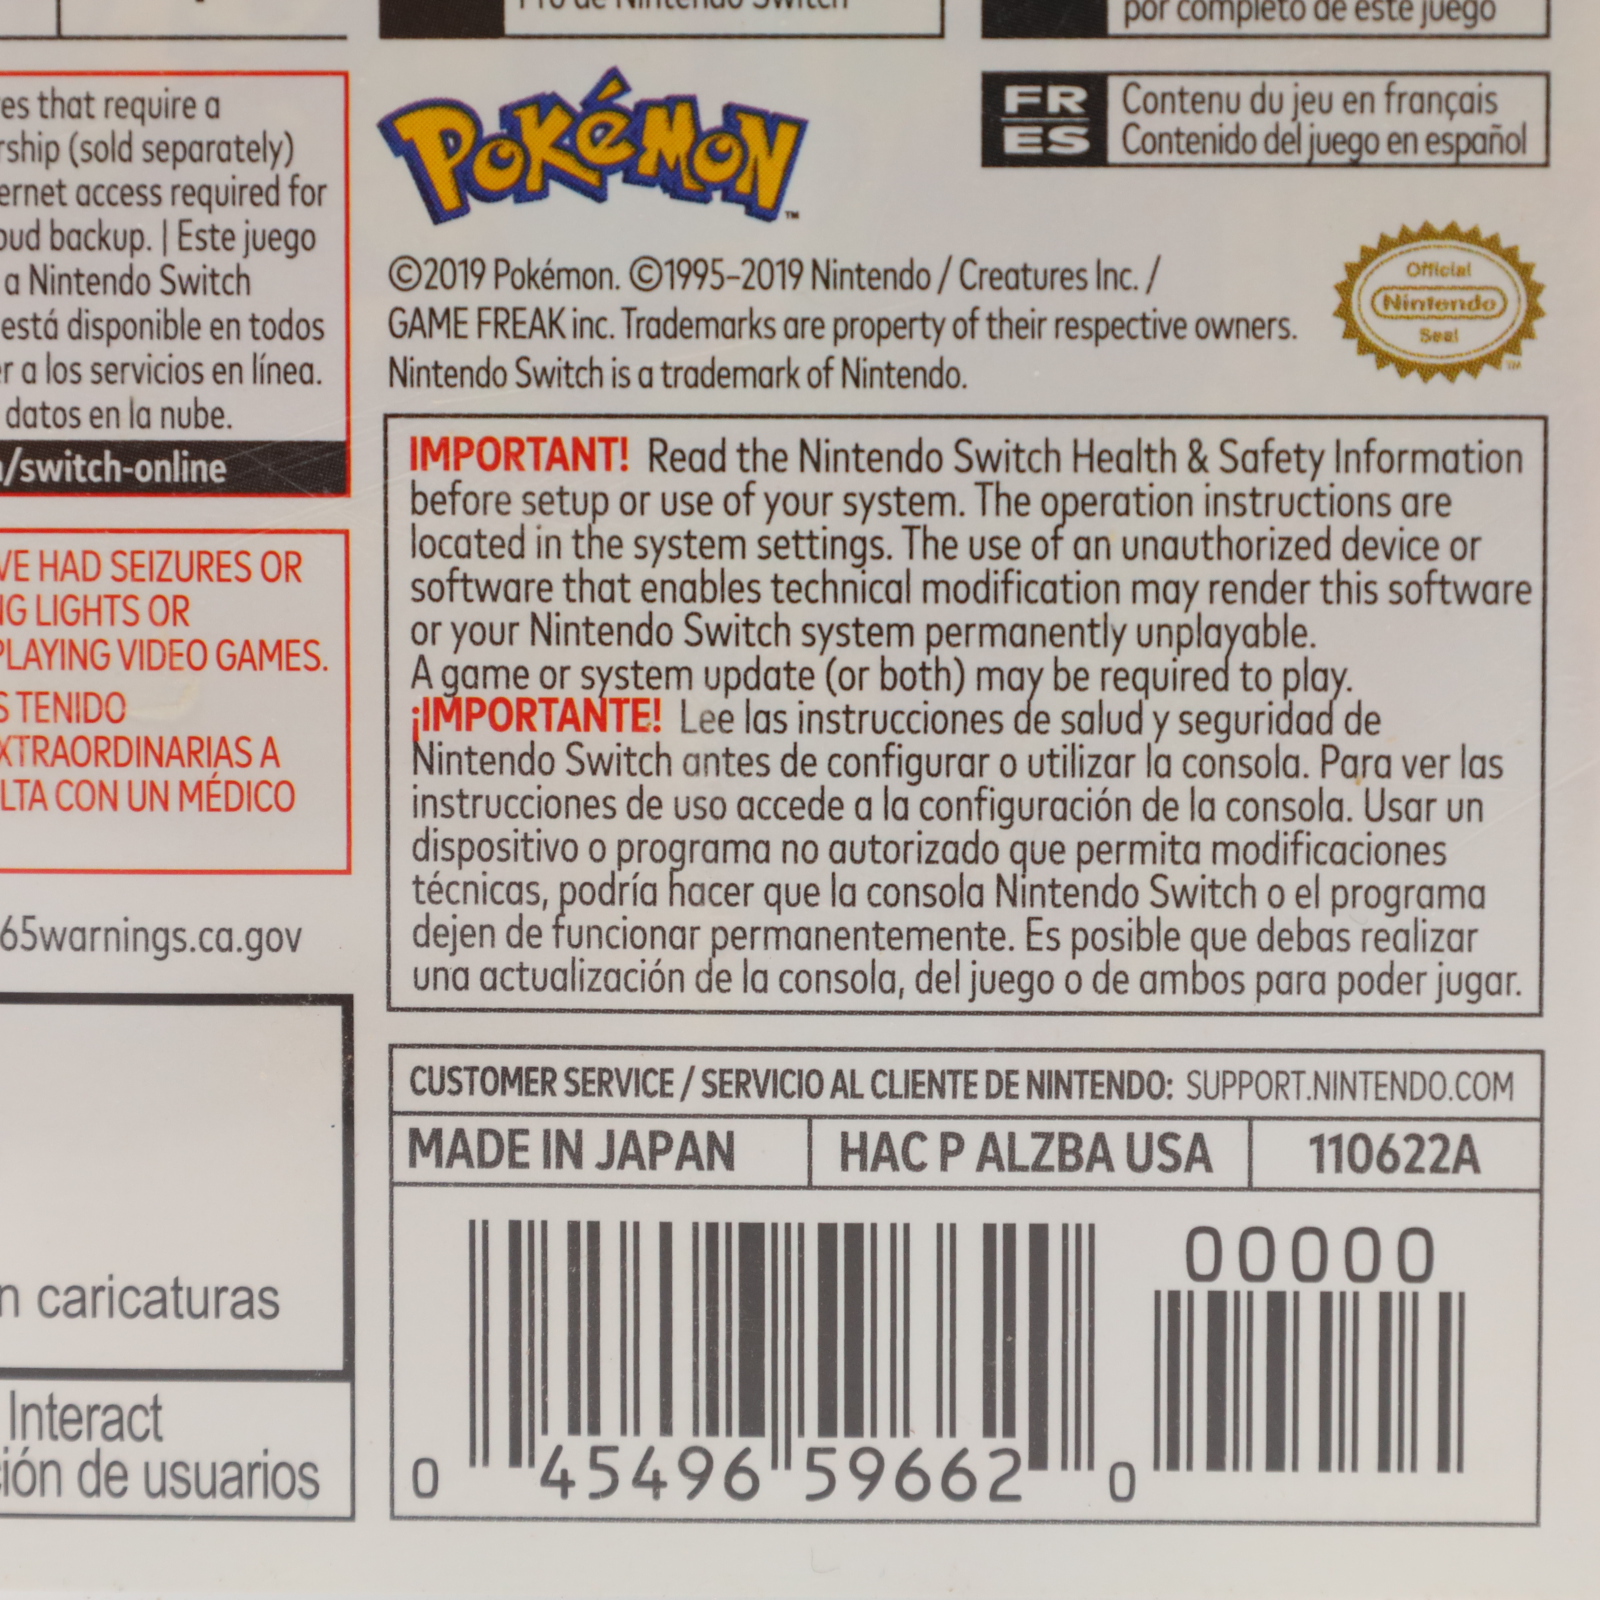 Pro de Nintendo Switch
por completo de este juego
es that require a
rship (sold separately)
ernet access required for
oud backup. | Este juego
a Nintendo Switch
está disponible en todos
r a los servicios en línea.
datos en la nube.
/switch-online
VE HAD SEIZURES OR
NG LIGHTS OR
PLAYING VIDEO GAMES.
S TENIDO
XTRAORDINARIAS A
LTA CON UN MÉDICO
65warnings.ca.gov
n caricaturas
Interact
ión de usuarios
POKéMON™
FR Contenu du jeu en français
ES Contenido del juego en español
©2019 Pokémon. ©1995–2019 Nintendo / Creatures Inc. /
GAME FREAK inc. Trademarks are property of their respective owners.
Nintendo Switch is a trademark of Nintendo.
Official
Nintendo
Seal
™
IMPORTANT! Read the Nintendo Switch Health & Safety Information
before setup or use of your system. The operation instructions are
located in the system settings. The use of an unauthorized device or
software that enables technical modification may render this software
or your Nintendo Switch system permanently unplayable.
A game or system update (or both) may be required to play.
¡IMPORTANTE! Lee las instrucciones de salud y seguridad de
Nintendo Switch antes de configurar o utilizar la consola. Para ver las
instrucciones de uso accede a la configuración de la consola. Usar un
dispositivo o programa no autorizado que permita modificaciones
técnicas, podría hacer que la consola Nintendo Switch o el programa
dejen de funcionar permanentemente. Es posible que debas realizar
una actualización de la consola, del juego o de ambos para poder jugar.
CUSTOMER SERVICE / SERVICIO AL CLIENTE DE NINTENDO: SUPPORT.NINTENDO.COM
MADE IN JAPAN HAC P ALZBA USA 110622A
00000
0 45496 59662 0